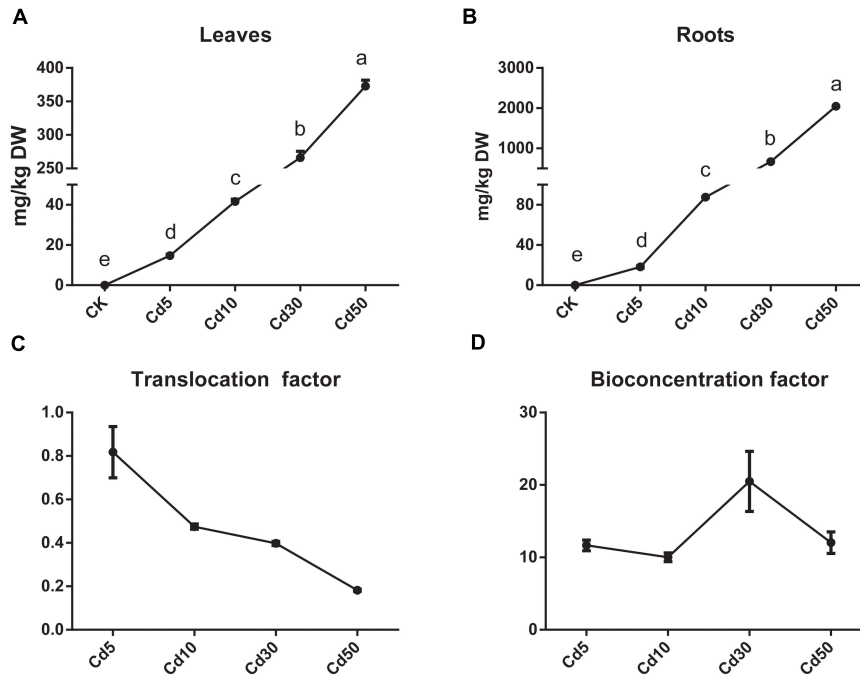 A
Leaves
mg/kg DW
400
350
300
250
40
20
0
e
d
c
b
a
CK
Cd5
Cd10
Cd30
Cd50
B
Roots
mg/kg DW
3000
2000
1000
80
40
0
e
d
c
b
a
CK
Cd5
Cd10
Cd30
Cd50
C
Translocation factor
1.0
0.8
0.6
0.4
0.2
0.0
Cd5
Cd10
Cd30
Cd50
D
Bioconcentration factor
30
20
10
0
Cd5
Cd10
Cd30
Cd50